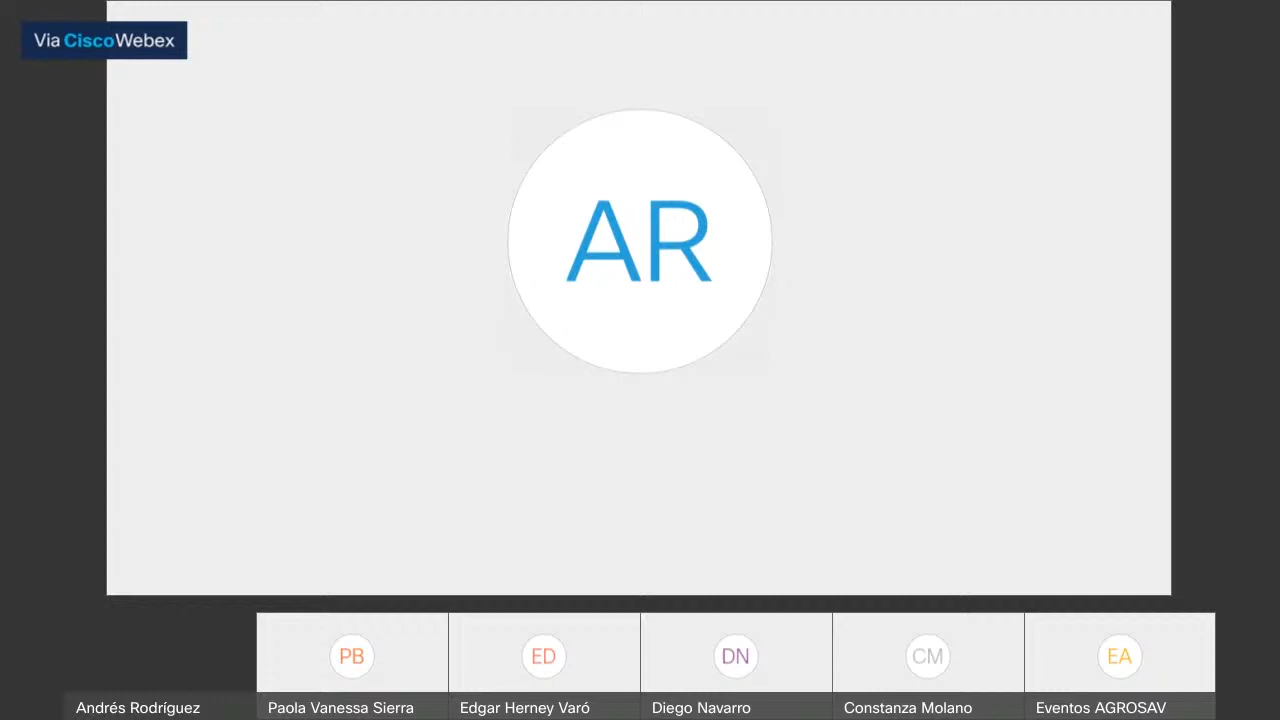 Via CiscoWebex
AR
PB
ED
DN
CM
EA
Andrés Rodríguez
Paola Vanessa Sierra
Edgar Herney Varó
Diego Navarro
Constanza Molano
Eventos AGROSAV